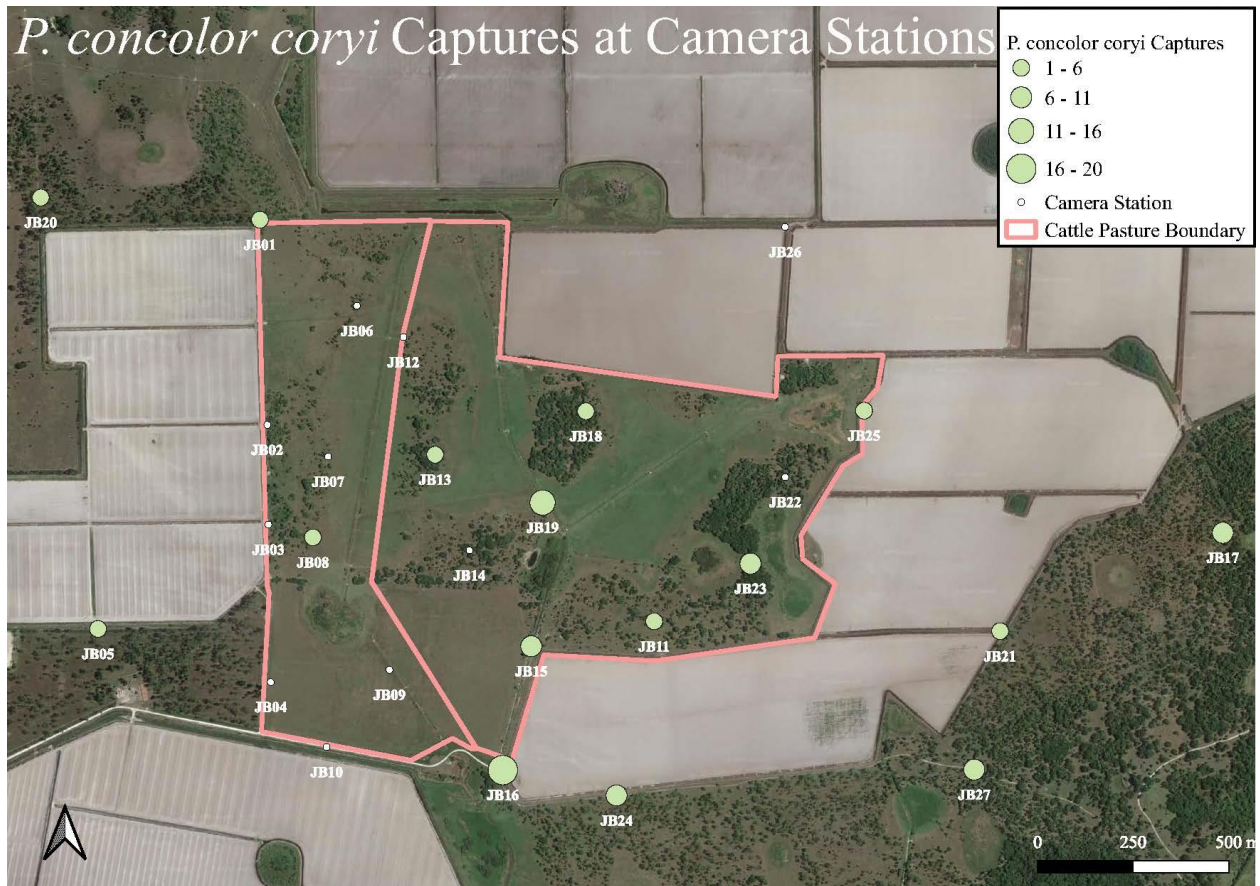 P. concolor coryi Captures at Camera Stations
P. concolor coryi Captures
1 - 6
6 - 11
11 - 16
16 - 20
Camera Station
Cattle Pasture Boundary
JB20
JB01
JB26
JB06
JB12
JB18
JB25
JB02
JB07
JB13
JB22
JB19
JB03
JB08
JB14
JB17
JB23
JB05
JB11
JB21
JB15
JB04
JB09
JB10
JB16
JB24
JB27
0 250 500 m